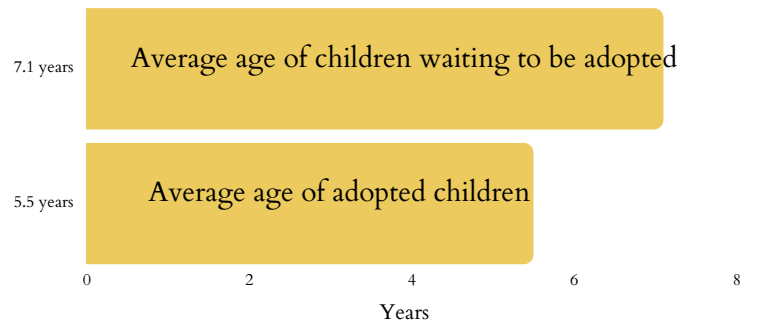 7.1 years
Average age of children waiting to be adopted
5.5 years
Average age of adopted children
0 2 4 6 8
Years